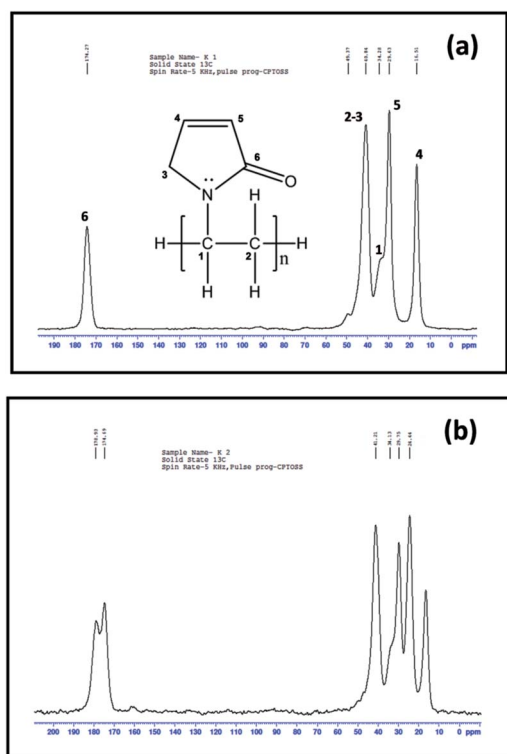 (a)
174.27 34.28
Sample Name- K 1
Solid State 13C
Spin Rate-5 KHz,pulse prog-CPTOSS
5
2-3
4
4 5
6
3
O
N
H H
6
1
H C C H
n
1 2
H H
190 180 170 160 150 140 130 120 110 100 90 80 70 60 50 40 30 20 10 0 ppm
(b)
41.21
Sample Name- K 2
Solid State 13C
Spin Rate-5 KHz,Pulse prog-CPTOSS
200 190 180 170 160 150 140 130 120 110 100 90 80 70 60 50 40 30 20 10 0 ppm